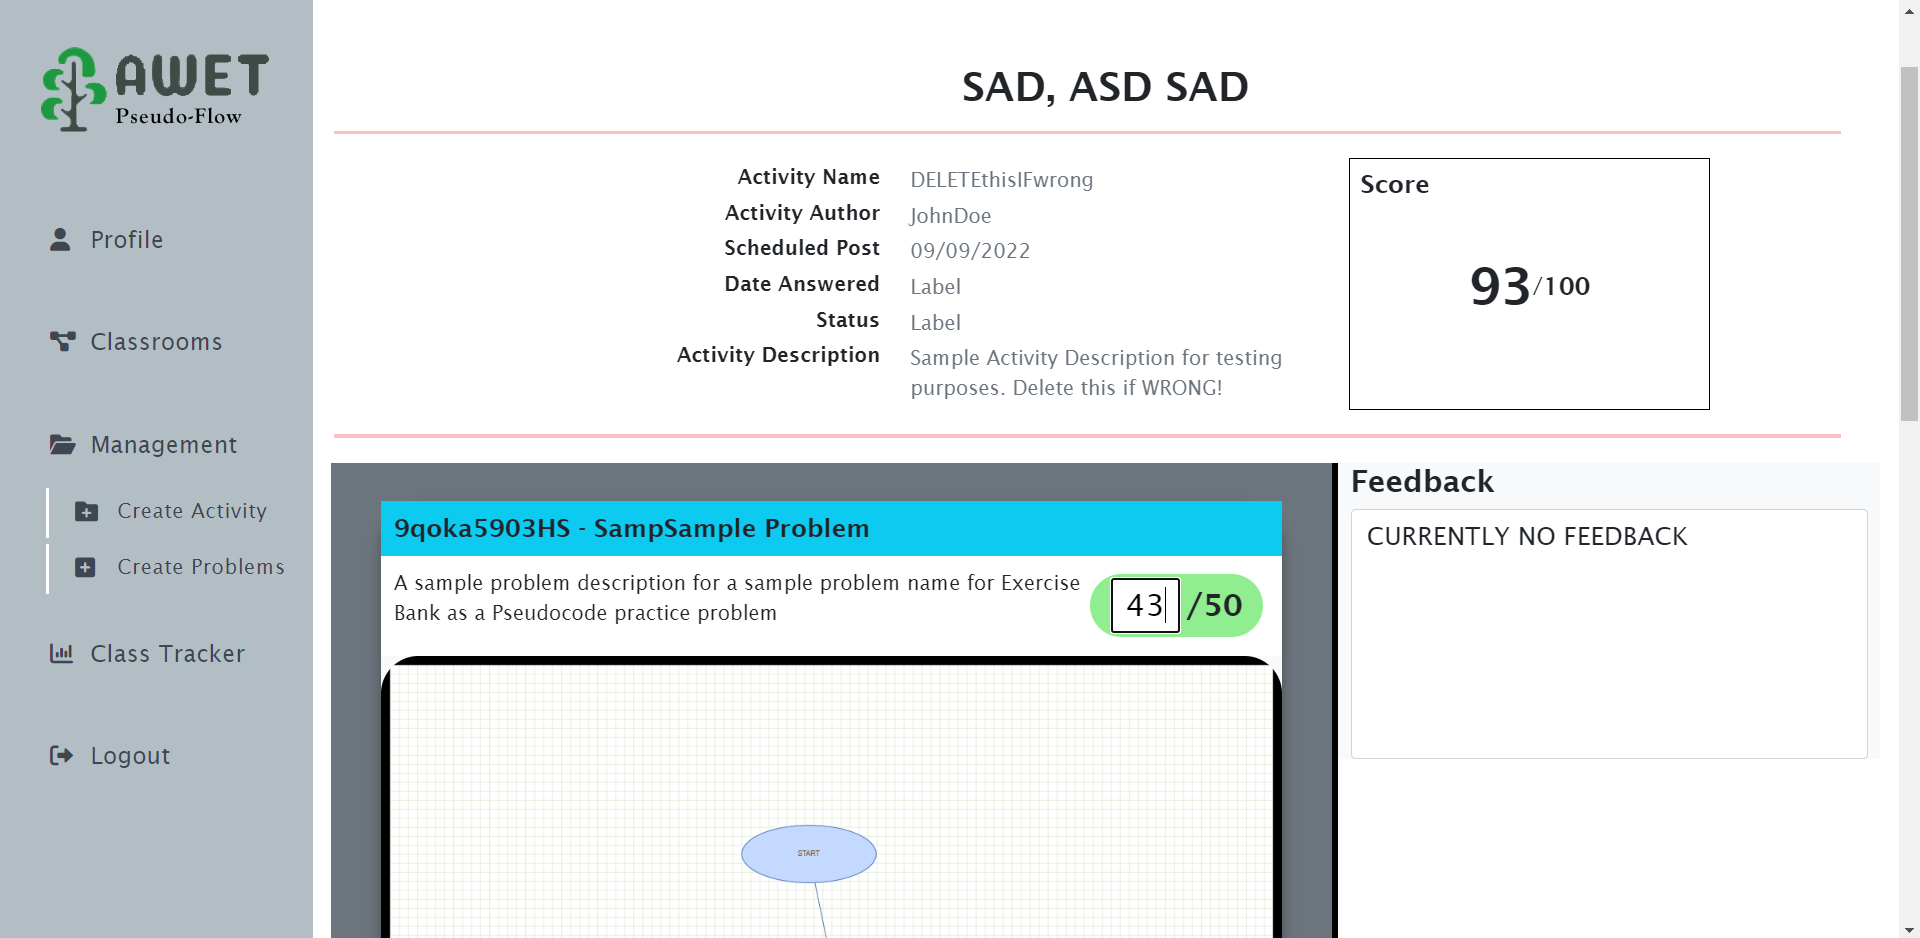 AWET
Pseudo-Flow
Profile
Classrooms
Management
Create Activity
Create Problems
Class Tracker
Logout
SAD, ASD SAD
Activity Name DELETEthisIFwrong
Activity Author JohnDoe
Scheduled Post 09/09/2022
Date Answered Label
Status Label
Activity Description Sample Activity Description for testing
purposes. Delete this if WRONG!
Score
93/100
9qoka5903HS - SampSample Problem
A sample problem description for a sample problem name for Exercise
Bank as a Pseudocode practice problem
43 /50
START
Feedback
CURRENTLY NO FEEDBACK